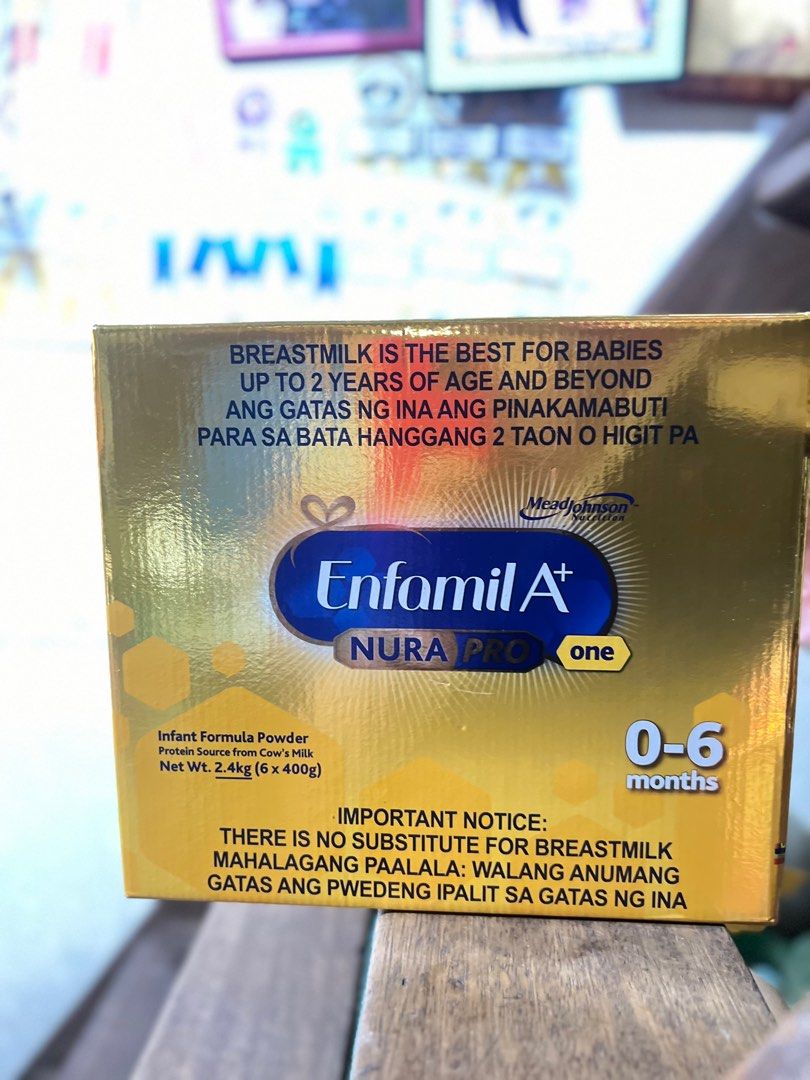 BREASTMILK IS THE BEST FOR BABIES
UP TO 2 YEARS OF AGE AND BEYOND
ANG GATAS NG INA ANG PINAKAMABUTI
PARA SA BATA HANGGANG 2 TAON O HIGIT PA
MeadJohnson™
Nutrition
Enfamil A+
NURA PRO one
Infant Formula Powder
Protein Source from Cow's Milk
Net Wt. 2.4kg (6 x 400g)
0-6
months
IMPORTANT NOTICE:
THERE IS NO SUBSTITUTE FOR BREASTMILK
MAHALAGANG PAALALA: WALANG ANUMANG
GATAS ANG PWEDENG IPALIT SA GATAS NG INA